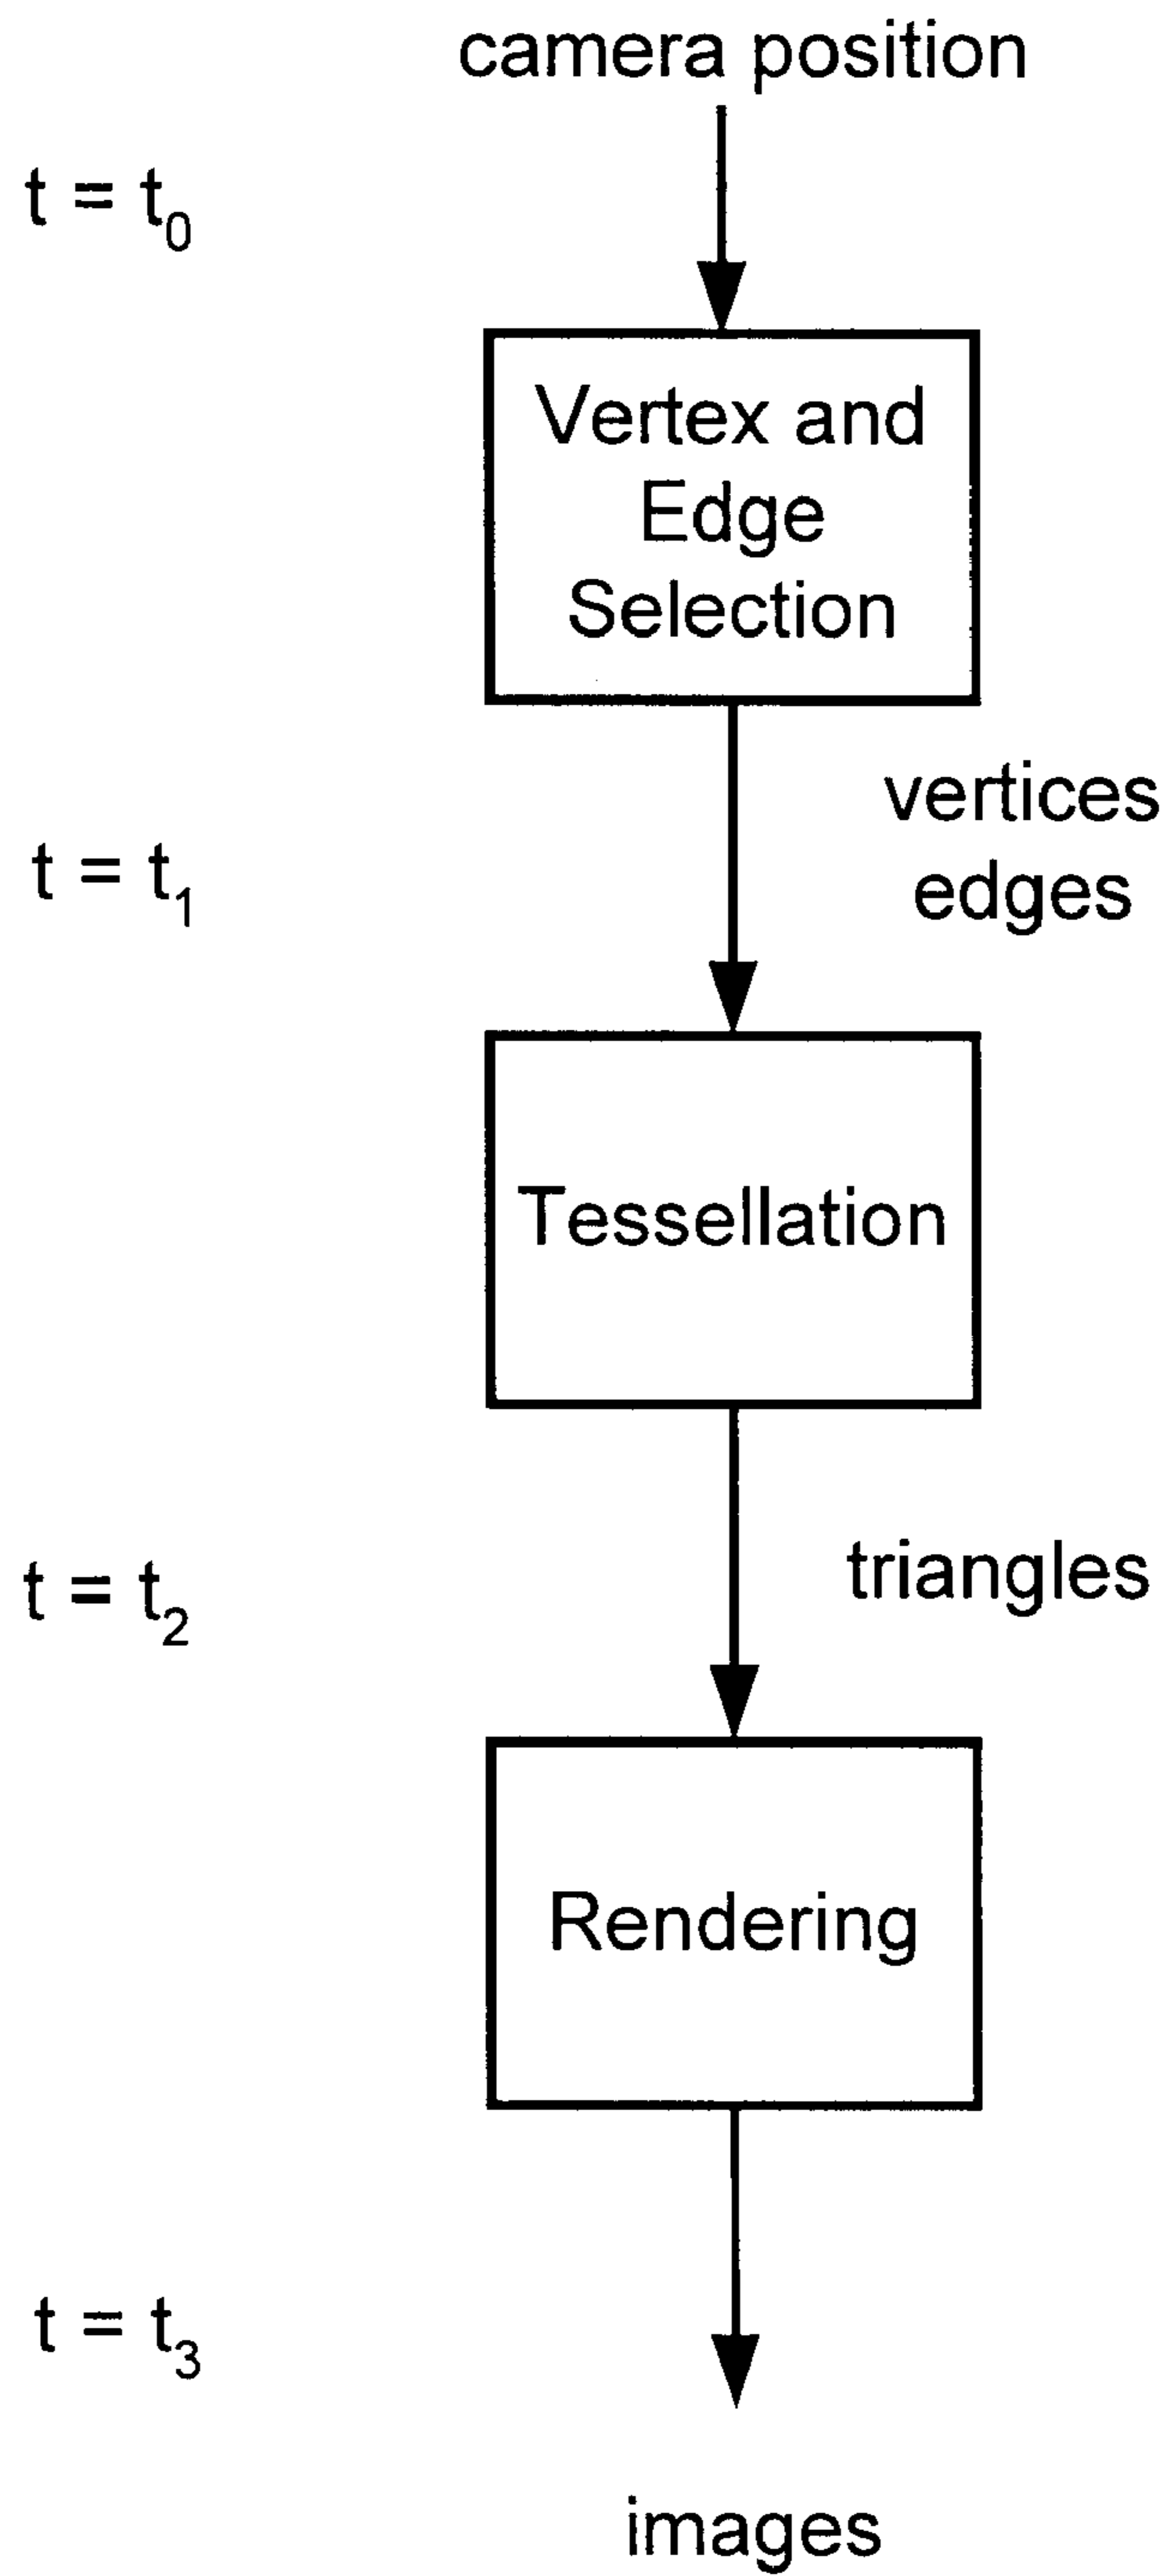 camera position
t = t₀
Vertex and
Edge
Selection
vertices
edges
t = t₁
Tessellation
triangles
t = t₂
Rendering
t = t₃
images